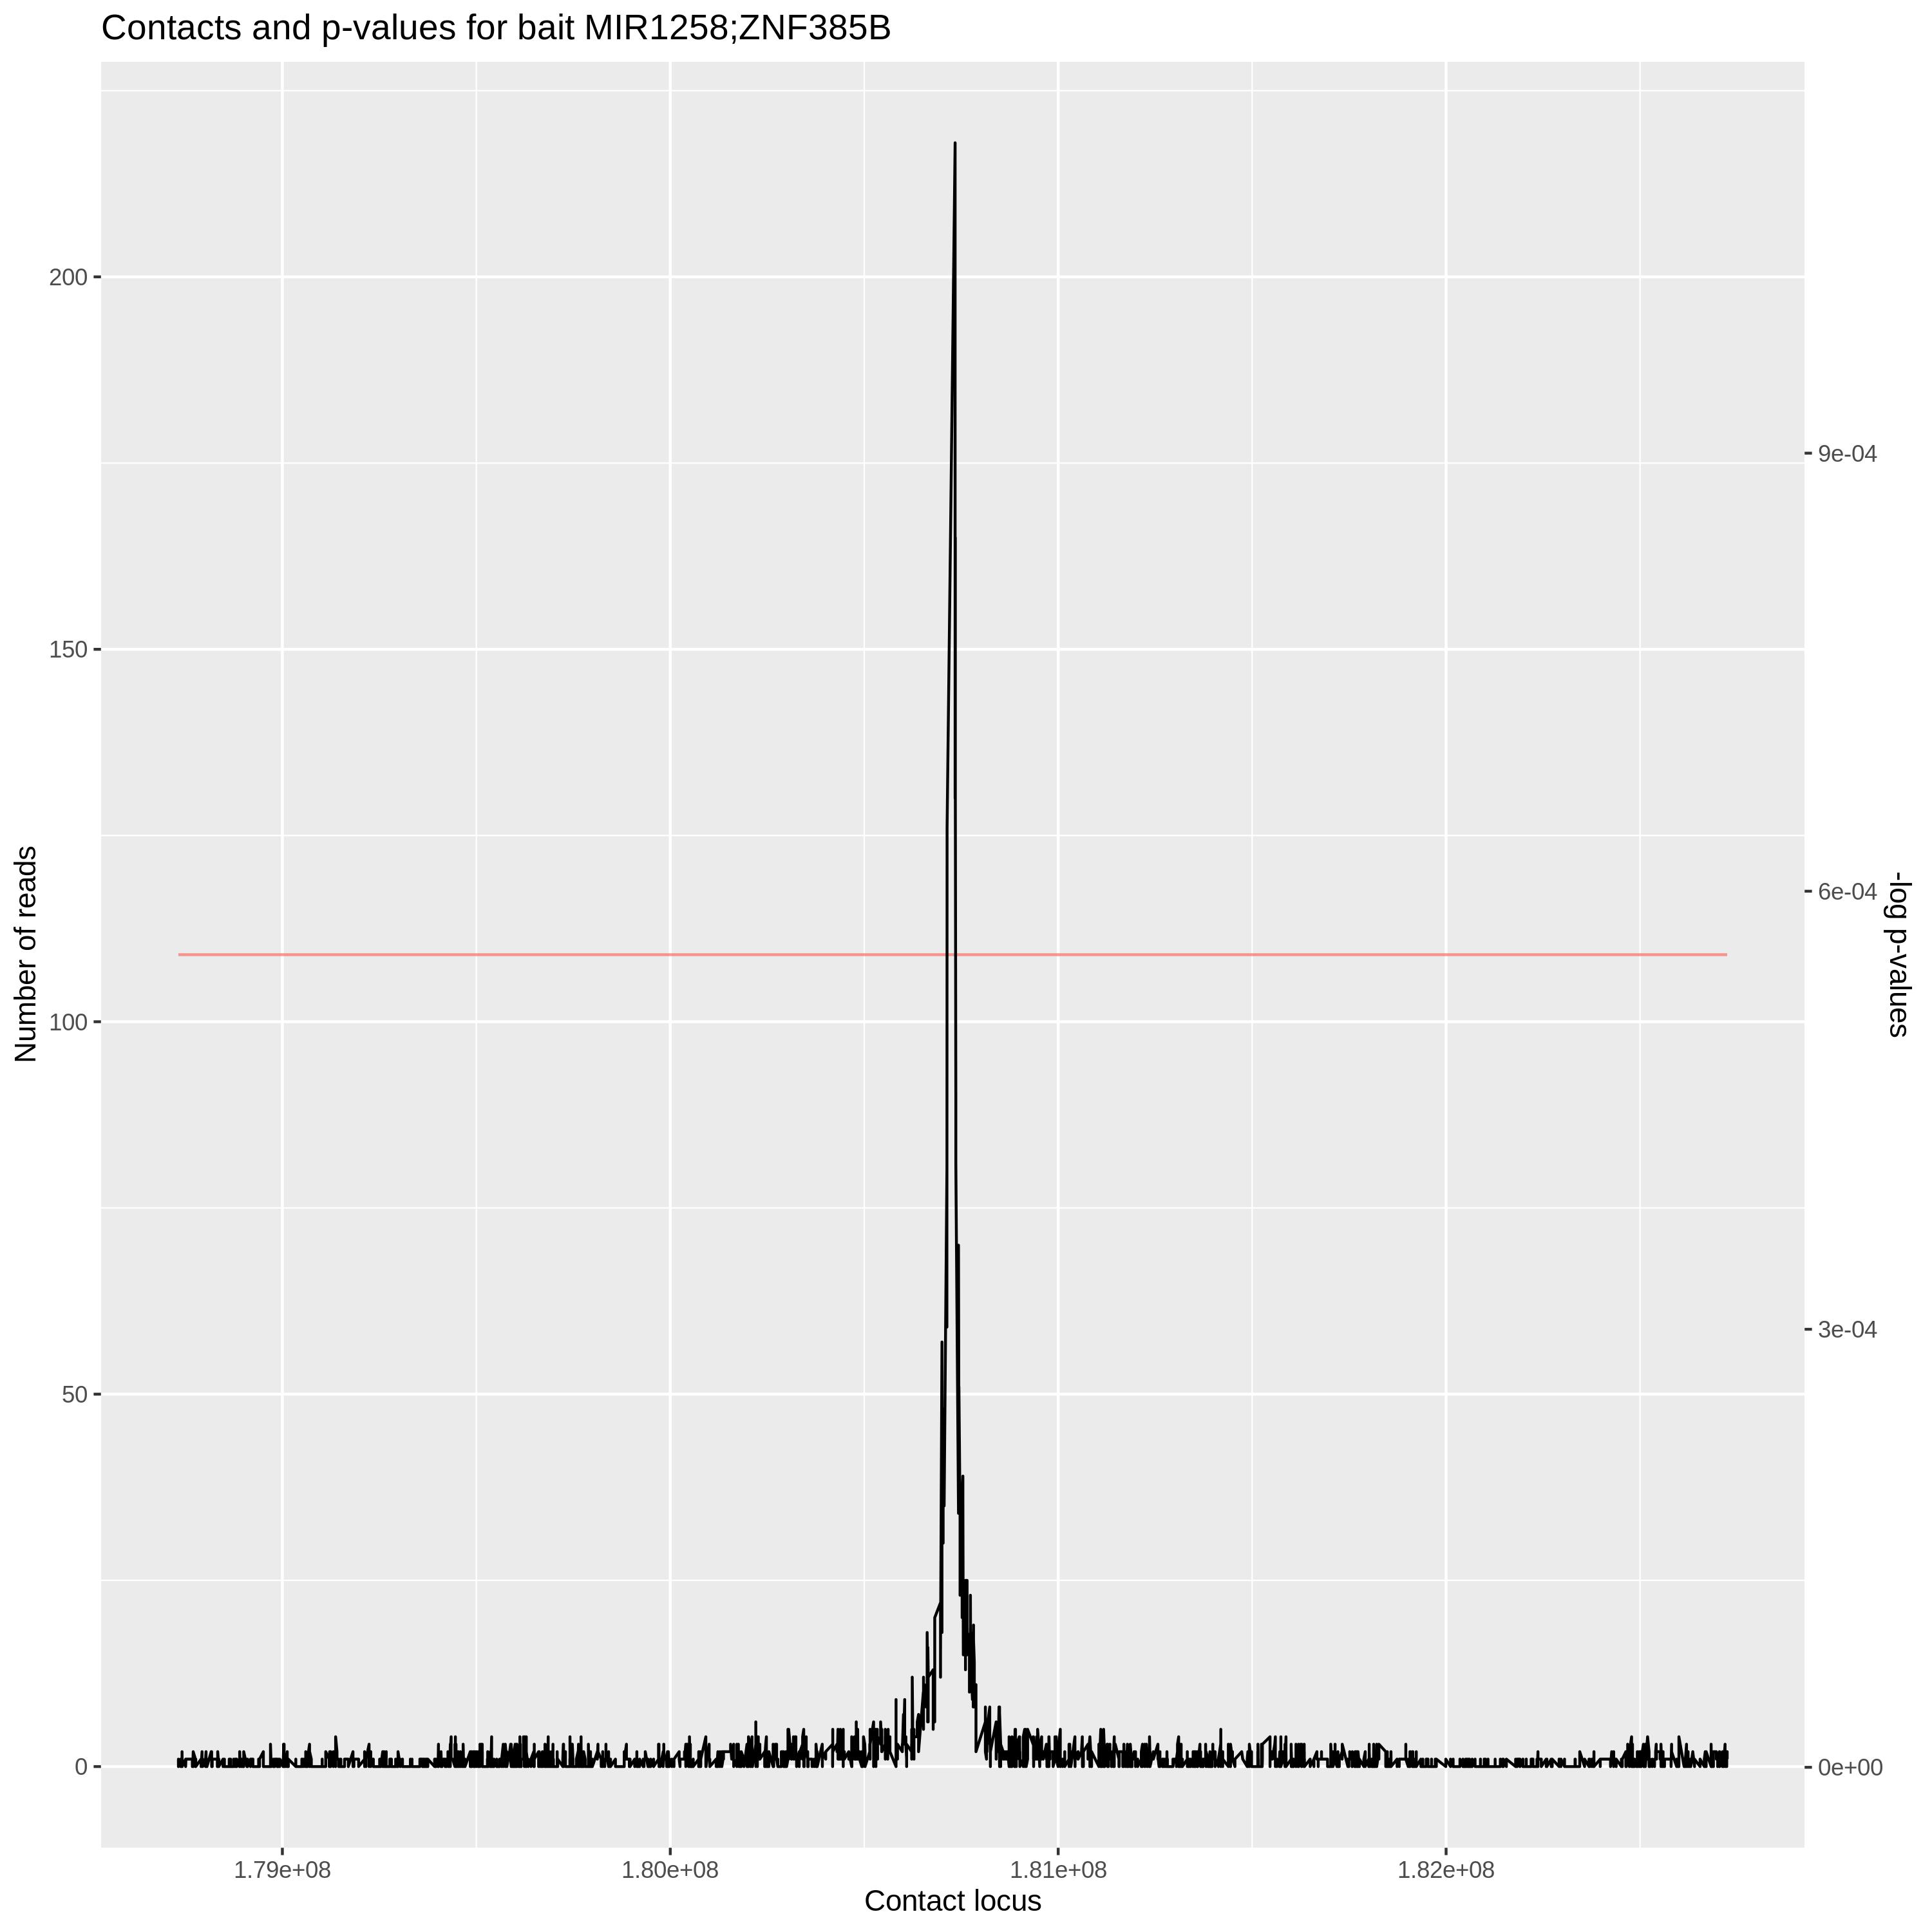 Contacts and p-values for bait MIR1258;ZNF385B
200
150
100
50
0
Number of reads
9e-04
6e-04
3e-04
0e+00
-log p-values
1.79e+08
1.80e+08
1.81e+08
1.82e+08
Contact locus